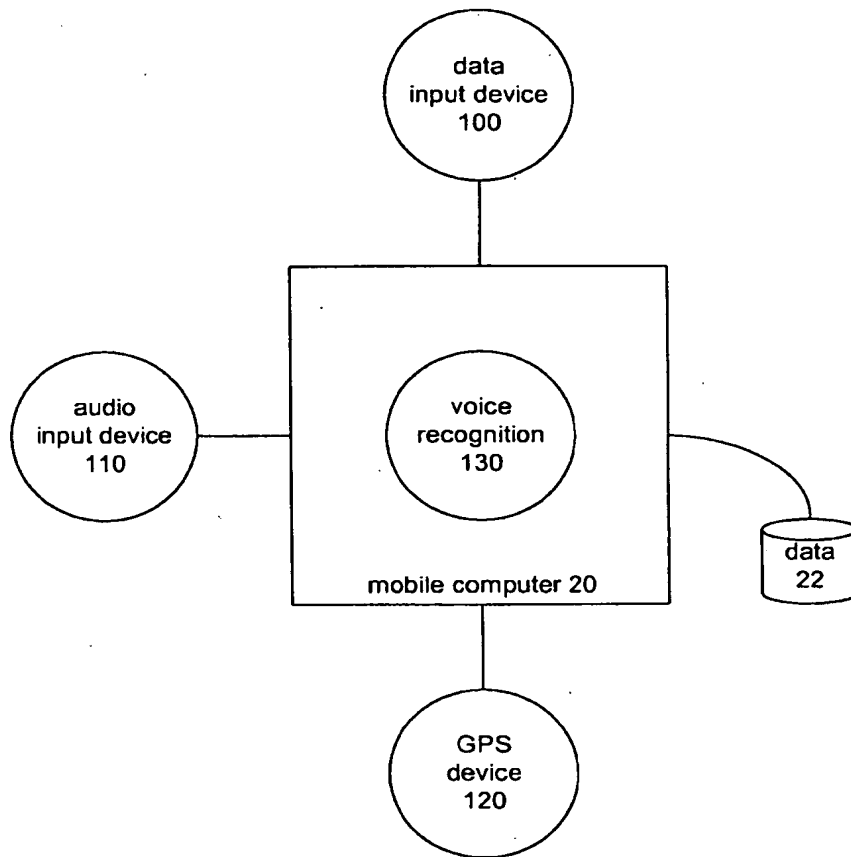 data
input device
100
audio
input device
110
voice
recognition
130
mobile computer 20
data
22
GPS
device
120